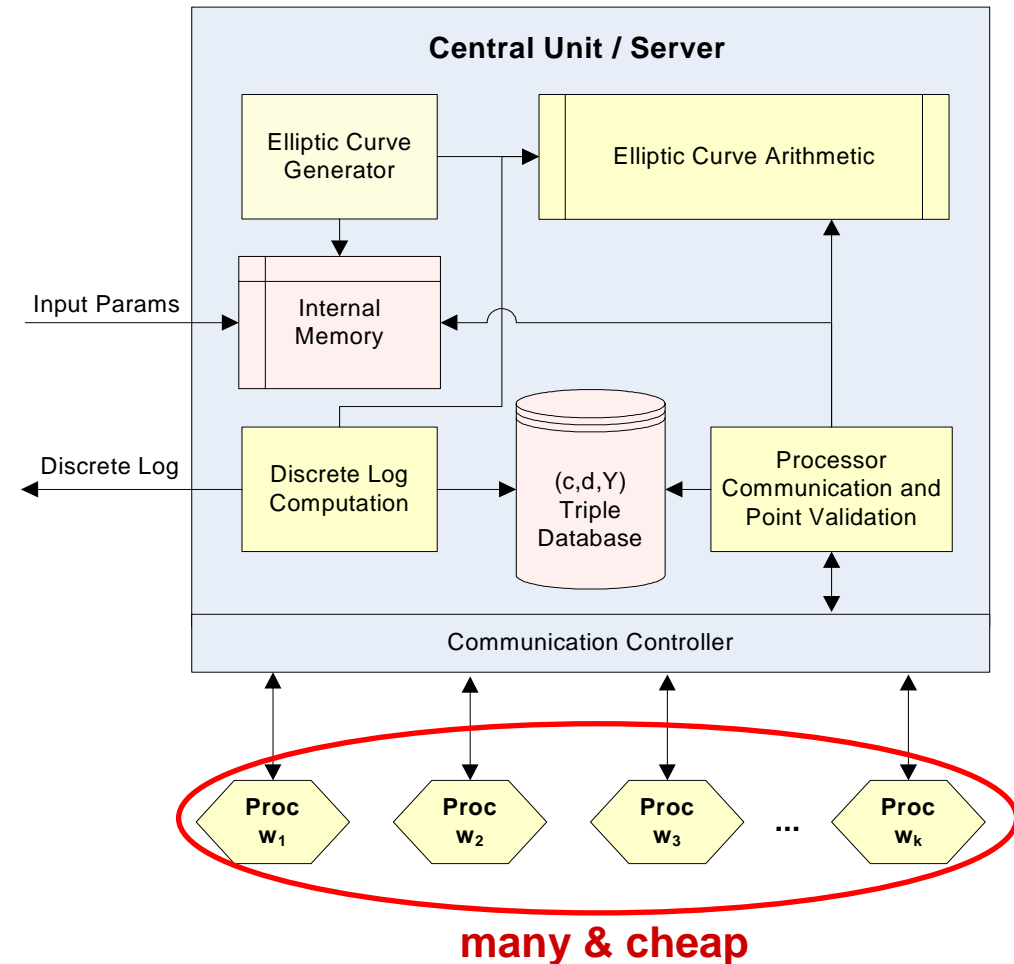 Central Unit / Server
Elliptic Curve
Generator
Elliptic Curve Arithmetic
Input Params
Internal
Memory
Discrete Log
Discrete Log
Computation
(c,d,Y)
Triple
Database
Processor
Communication and
Point Validation
Communication Controller
Proc
w₁
Proc
w₂
Proc
w₃
...
Proc
wₖ
many & cheap